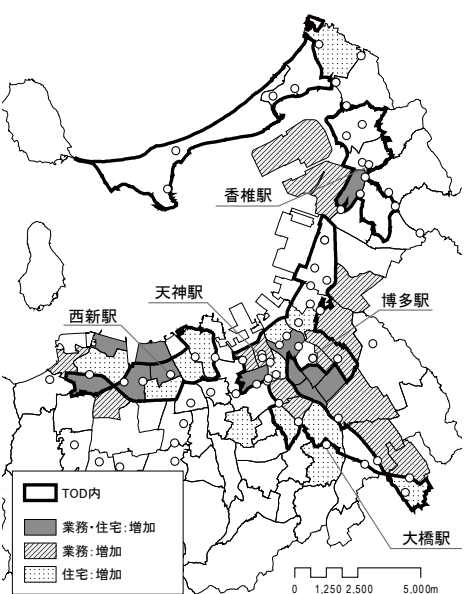 香椎駅
天神駅
博多駅
西新駅
TOD内
業務・住宅：増加
業務：増加
住宅：増加
大橋駅
0 1,250 2,500 5,000m